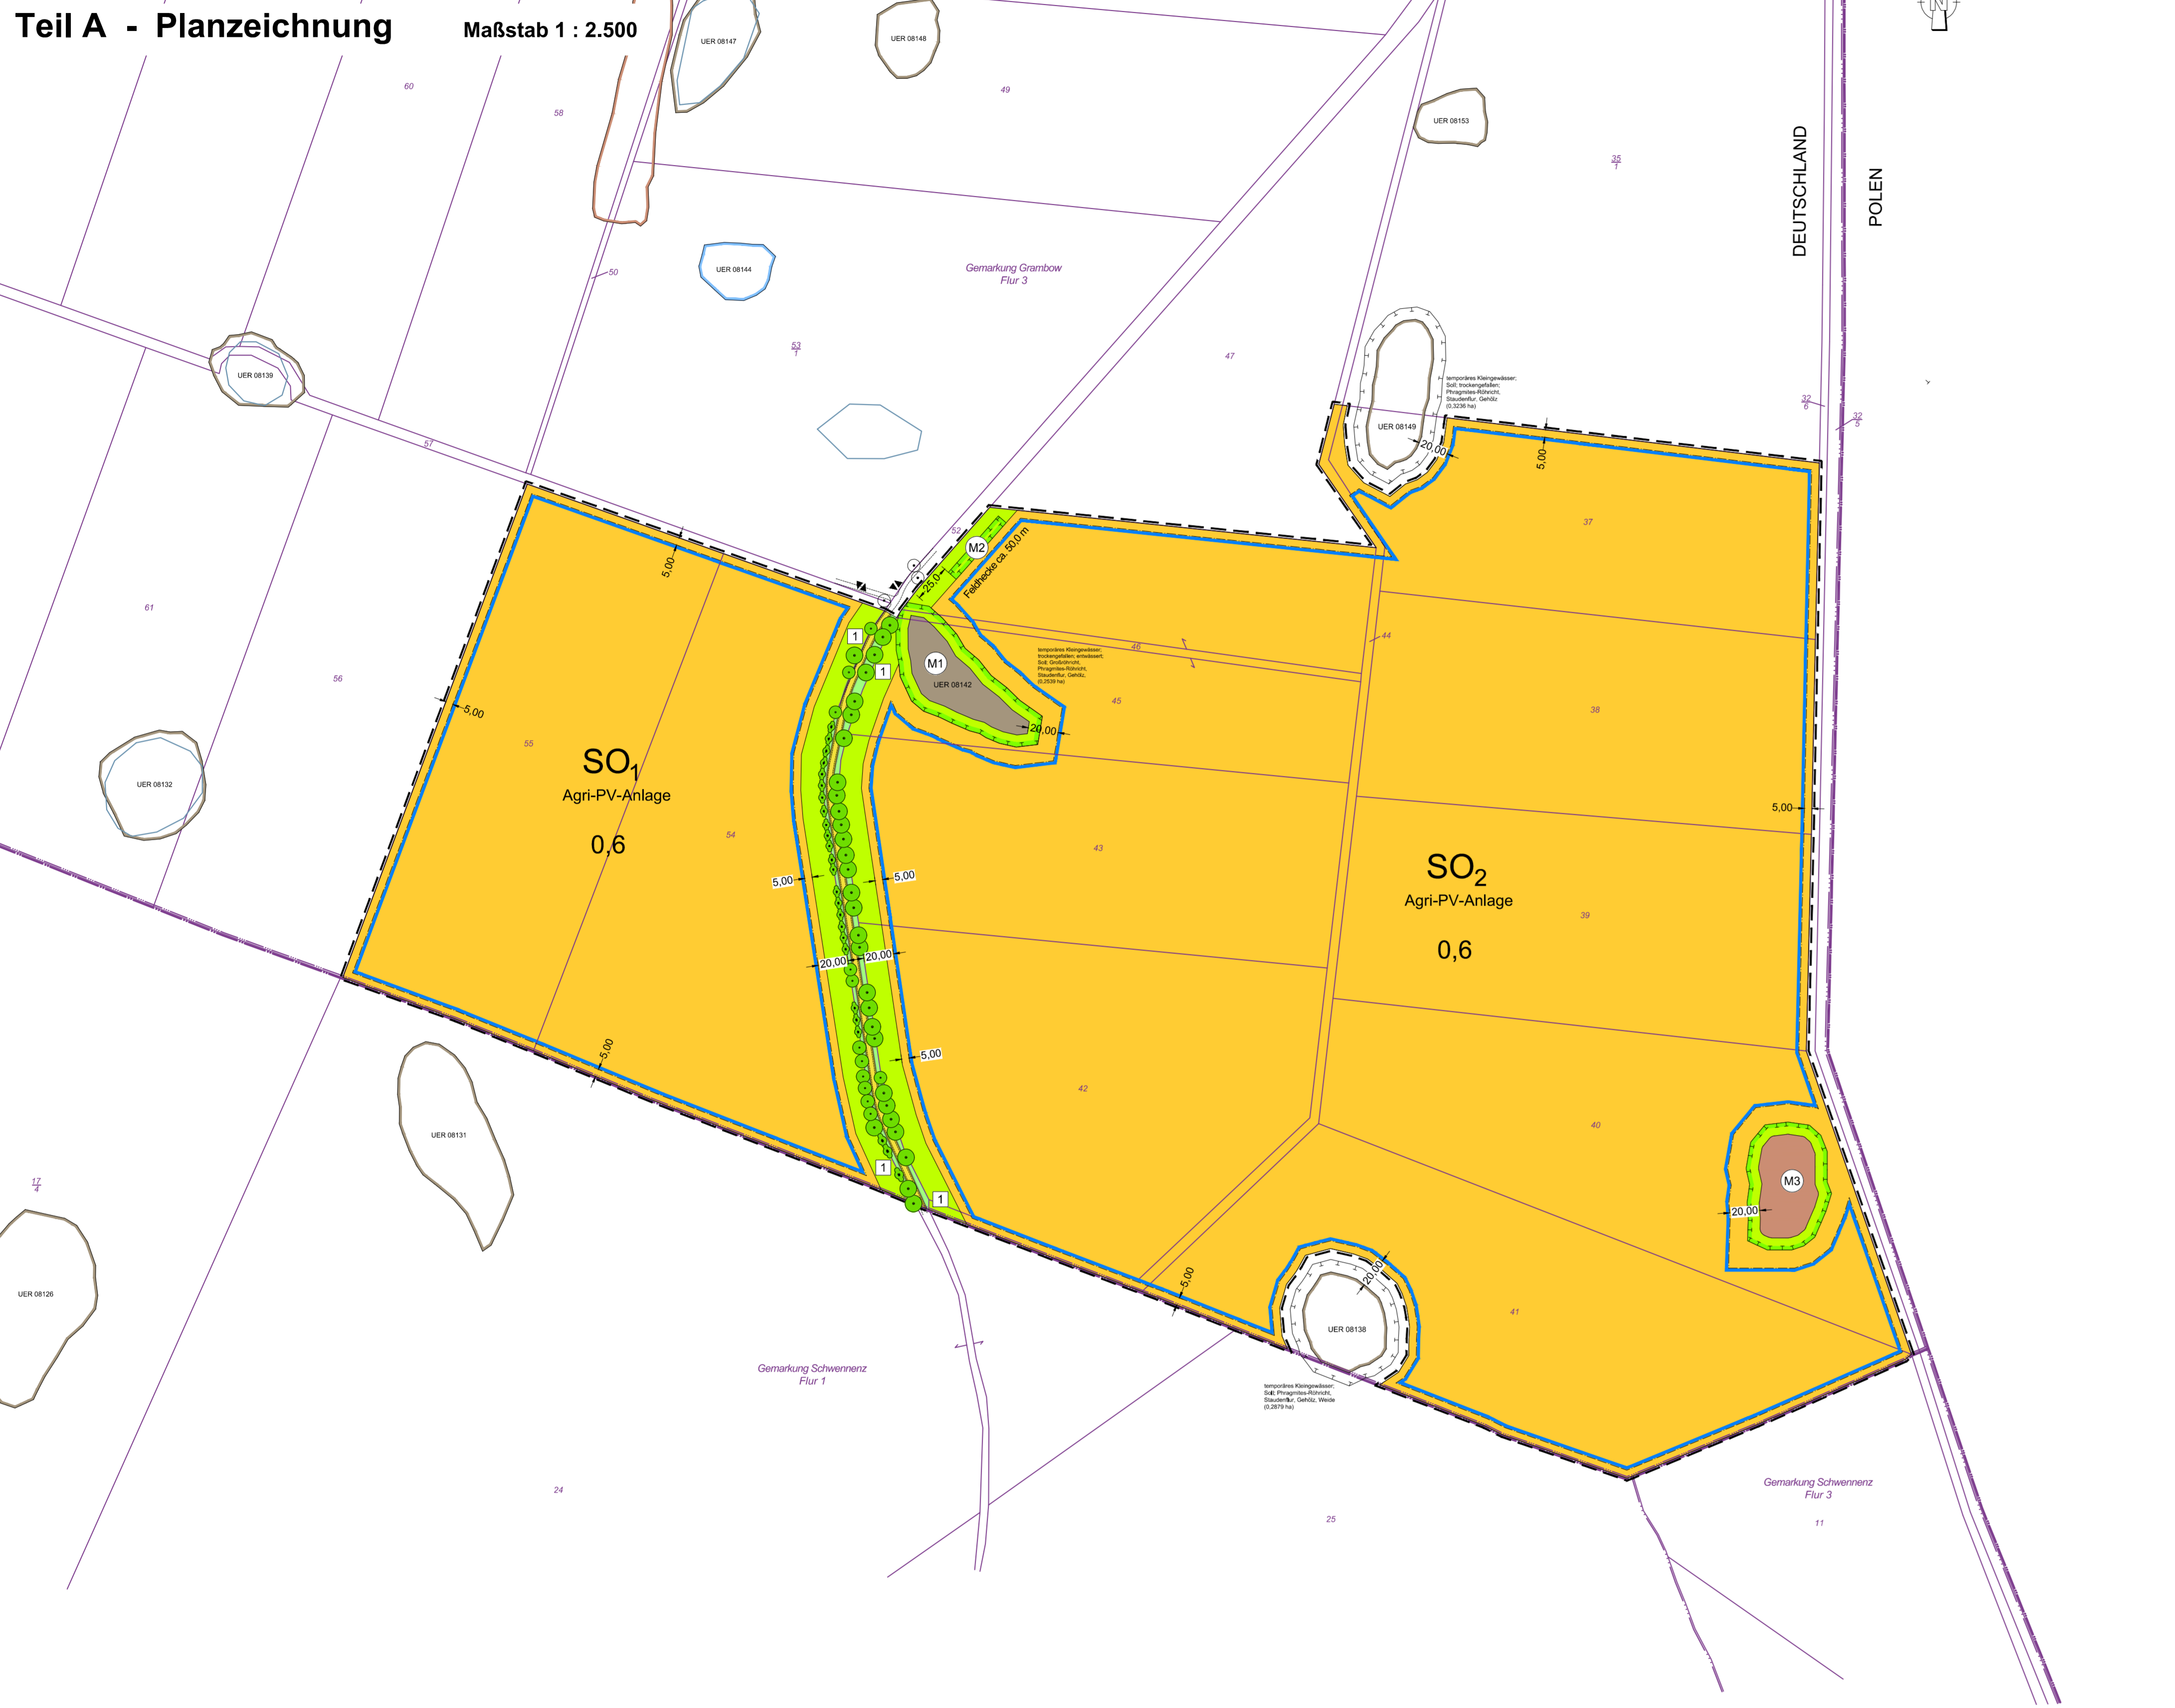 Teil A - Planzeichnung
Maßstab 1 : 2.500
N
UER 08147
UER 08148
60
58
49
UER 08153
35
1
DEUTSCHLAND
POLEN
50
UER 08144
Gemarkung Grambow
Flur 3
53
1
47
UER 08139
temporäres Kleingewässer;
Soll; trockengefallen;
Phragmites-Röhricht,
Staudenflur, Gehölz
(0,3236 ha)
32
6
32
5
UER 08149
20,00
5,00
57
37
52
M2
25,0
Feldhecke ca. 50,0 m
5,00
61
1
1
M1
UER 08142
46
44
temporäres Kleingewässer;
trockengefallen; entwässert;
Soll; Großröhricht,
Phragmites-Röhricht,
Staudenflur, Gehölz,
(0,2539 ha)
56
5,00
45
38
20,00
55
SO1
Agri-PV-Anlage
0,6
UER 08132
54
43
5,00
SO2
Agri-PV-Anlage
0,6
5,00
5,00
39
20,00
20,00
5,00
5,00
42
40
UER 08131
1
1
M3
20,00
17
4
UER 08126
5,00
20,00
UER 08138
41
Gemarkung Schwennenz
Flur 1
temporäres Kleingewässer;
Soll; Phragmites-Röhricht,
Staudenflur, Gehölz, Weide
(0,2879 ha)
24
25
Gemarkung Schwennenz
Flur 3
11